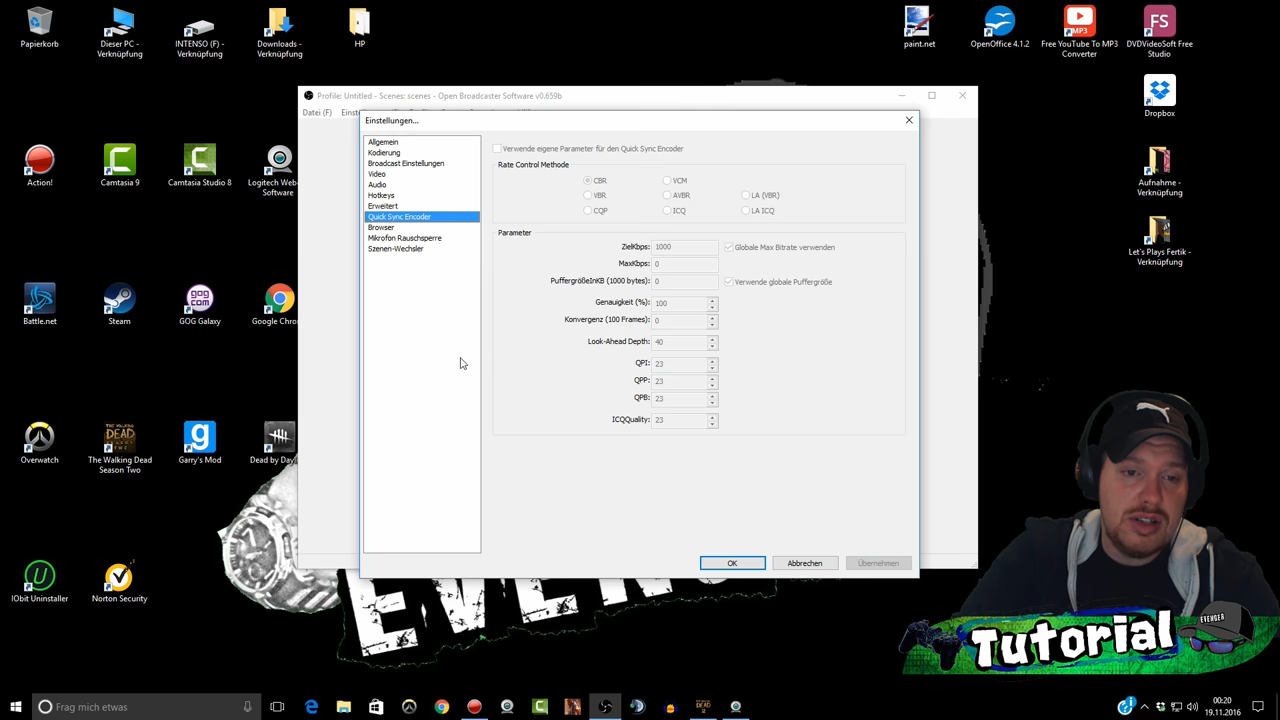 Papierkorb
Dieser PC -
Verknüpfung
INTENSO (F) -
Verknüpfung
Downloads -
Verknüpfung
HP
paint.net
OpenOffice 4.1.2
Free YouTube To MP3
Converter
FS
DVDVideoSoft Free
Studio
Dropbox
Action!
Camtasia 9
Camtasia Studio 8
Logitech Web-
Software
Aufnahme -
Verknüpfung
Battle.net
Steam
GOG Galaxy
Google Chro
Let's Plays Fertik -
Verknüpfung
Overwatch
The Walking Dead
Season Two
Garry's Mod
Dead by Day
IObit Uninstaller
Norton Security
Profile: Untitled - Scenes: scenes - Open Broadcaster Software v0.659b
Datei (F) Einst
Einstellungen...
Allgemein
Kodierung
Broadcast Einstellungen
Video
Audio
Hotkeys
Erweitert
Quick Sync Encoder
Browser
Mikrofon Rauschsperre
Szenen-Wechsler
Verwende eigene Parameter für den Quick Sync Encoder
Rate Control Methode
CBR VCM
VBR AVBR LA (VBR)
CQP ICQ LA ICQ
Parameter
ZielKbps: 1000 Globale Max Bitrate verwenden
MaxKbps: 0
PuffergrößeInKB (1000 bytes): 0 Verwende globale Puffergröße
Genauigkeit (%): 100
Konvergenz (100 Frames): 0
Look-Ahead Depth: 40
QPI: 23
QPP: 23
QPB: 23
ICQQuality: 23
OK Abbrechen Übernehmen
Tutorial
EVENGER
Frag mich etwas
00:20
19.11.2016